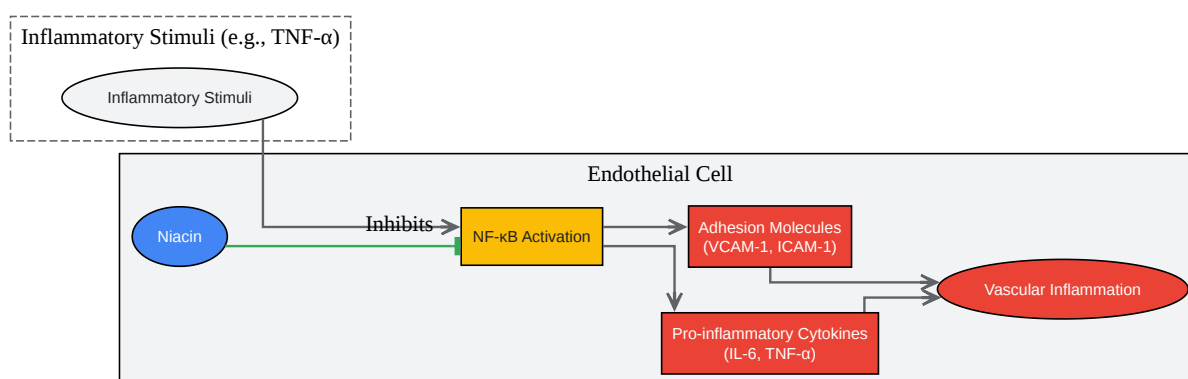 Inflammatory Stimuli (e.g., TNF-α)
Inflammatory Stimuli
Endothelial Cell
Niacin
Inhibits
NF-κB Activation
Adhesion Molecules
(VCAM-1, ICAM-1)
Vascular Inflammation
Pro-inflammatory Cytokines
(IL-6, TNF-α)